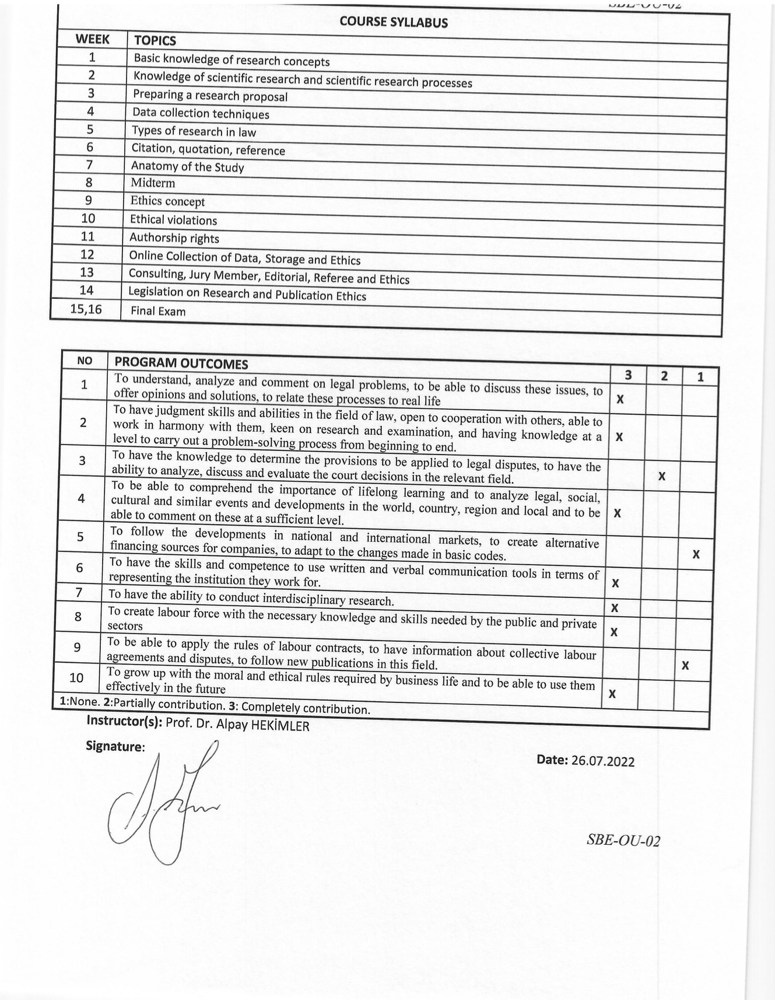 SBE-OU-02
COURSE SYLLABUS
WEEK TOPICS
1 Basic knowledge of research concepts
2 Knowledge of scientific research and scientific research processes
3 Preparing a research proposal
4 Data collection techniques
5 Types of research in law
6 Citation, quotation, reference
7 Anatomy of the Study
8 Midterm
9 Ethics concept
10 Ethical violations
11 Authorship rights
12 Online Collection of Data, Storage and Ethics
13 Consulting, Jury Member, Editorial, Referee and Ethics
14 Legislation on Research and Publication Ethics
15,16 Final Exam
NO PROGRAM OUTCOMES 3 2 1
1 To understand, analyze and comment on legal problems, to be able to discuss these issues, to
offer opinions and solutions, to relate these processes to real life X
To have judgment skills and abilities in the field of law, open to cooperation with others, able to
2 work in harmony with them, keen on research and examination, and having knowledge at a X
level to carry out a problem-solving process from beginning to end.
3 To have the knowledge to determine the provisions to be applied to legal disputes, to have the
ability to analyze, discuss and evaluate the court decisions in the relevant field. X
To be able to comprehend the importance of lifelong learning and to analyze legal, social,
4 cultural and similar events and developments in the world, country, region and local and to be X
able to comment on these at a sufficient level.
5 To follow the developments in national and international markets, to create alternative
financing sources for companies, to adapt to the changes made in basic codes. X
6 To have the skills and competence to use written and verbal communication tools in terms of
representing the institution they work for. X
7 To have the ability to conduct interdisciplinary research. X
8 To create labour force with the necessary knowledge and skills needed by the public and private
sectors X
9 To be able to apply the rules of labour contracts, to have information about collective labour
agreements and disputes, to follow new publications in this field. X
10 To grow up with the moral and ethical rules required by business life and to be able to use them
effectively in the future X
1:None. 2:Partially contribution. 3: Completely contribution.
Instructor(s): Prof. Dr. Alpay HEKİMLER
Signature:
Date: 26.07.2022
SBE-OU-02